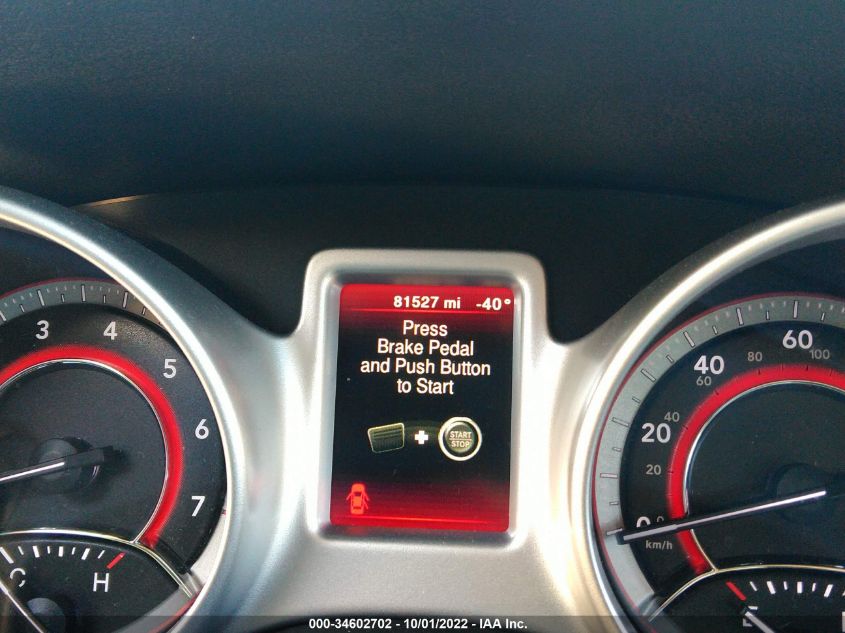 81527 mi -40°
Press
Brake Pedal
and Push Button
to Start
START
STOP
3
4
5
6
7
C
H
0
20
40
60
20
40
60
80
100
km/h
E
000-34602702 - 10/01/2022 - IAA Inc.